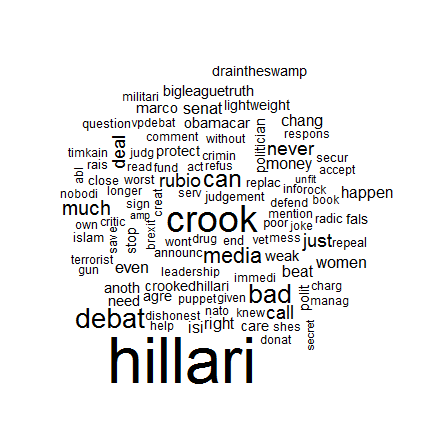 draintheswamp
bigleaguetruth
militari
marco senat lightweight
question vpdebat obamacar politician chang
comment without respons
timkain deal judg protect crimin never
rais read fund act refus money secur
abl close worst rubio can replac unfit accept
nobodi longer creat serv judgement inforock happen
much sign defend book
own critic amp crook mention radic fals
islam save stop brexit poor joke
wont drug end vet mess just repeal
terrorist announc media weak women
gun even leadership immedi beat
anoth crookedhillari bad polit charg
need agre puppet given manag
debat dishonest isi nato knew call
help right care shes
donat secret
hillari